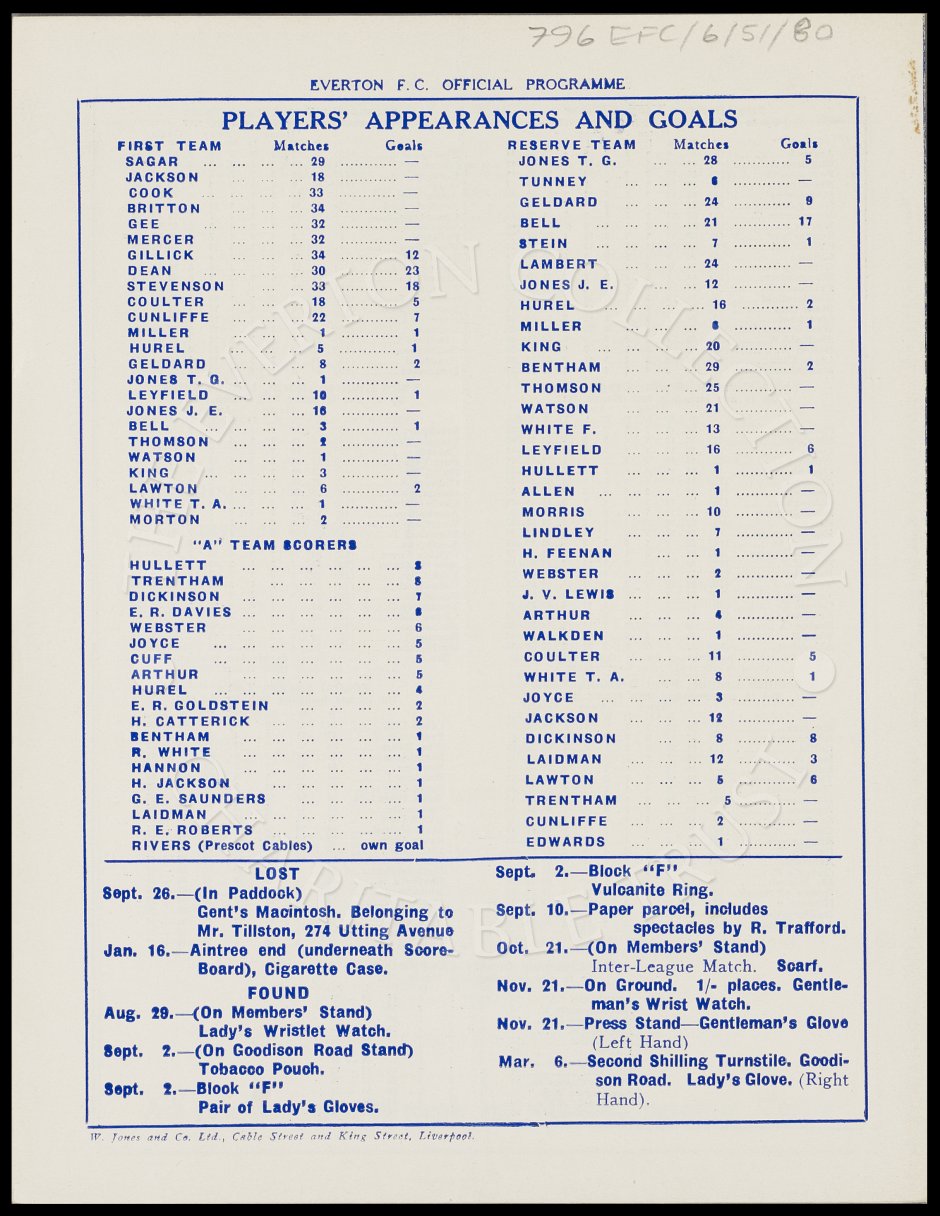 796 EFC/6/51/80
EVERTON F. C. OFFICIAL PROGRAMME
PLAYERS' APPEARANCES AND GOALS
FIRST TEAM Matches Goals
SAGAR ... ... ... 29 ............ —
JACKSON ... ... 18 ............ —
COOK ... ... ... 33 ............ —
BRITTON ... ... 34 ............ —
GEE ... ... ... 32 ............ —
MERCER ... ... 32 ............ —
GILLICK ... ... 34 ............ 12
DEAN ... ... ... 30 ............ 23
STEVENSON ... ... 33 ............ 18
COULTER ... ... 18 ............ 5
CUNLIFFE ... ... 22 ............ 7
MILLER ... ... 1 ............ 1
HUREL ... ... 5 ............ 1
GELDARD ... ... 8 ............ 2
JONES T. G. ... ... 1 ............ —
LEYFIELD ... ... 10 ............ 1
JONES J. E. ... ... 16 ............ —
BELL ... ... ... 3 ............ 1
THOMSON ... ... 2 ............ —
WATSON ... ... 1 ............ —
KING ... ... ... 3 ............ —
LAWTON ... ... 6 ............ 2
WHITE T. A. ... ... 1 ............ —
MORTON ... ... 2 ............ —
"A" TEAM SCORERS
HULLETT ... ... ... ... ... ...
TRENTHAM ... ... ... ... ... 8
DICKINSON ... ... ... ... ... 7
E. R. DAVIES ... ... ... ... ...
WEBSTER ... ... ... ... ... 6
JOYCE ... ... ... ... ... ... 5
CUFF ... ... ... ... ... ... 5
ARTHUR ... ... ... ... ... 5
HUREL ... ... ... ... ... ... 4
E. R. GOLDSTEIN ... ... ... ... 2
H. CATTERICK ... ... ... ... 2
BENTHAM ... ... ... ... ... 1
R. WHITE ... ... ... ... ... 1
HANNON ... ... ... ... ... 1
H. JACKSON ... ... ... ... 1
G. E. SAUNDERS ... ... ... 1
LAIDMAN ... ... ... ... ... 1
R. E. ROBERTS ... ... ... ... 1
RIVERS (Prescot Cables) ... own goal
RESERVE TEAM Matches Goals
JONES T. G. ... ... 28 ............ 5
TUNNEY ... ... ... 6 ............ —
GELDARD ... ... ... 24 ............ 9
BELL ... ... ... 21 ............ 17
STEIN ... ... ... 7 ............ 1
LAMBERT ... ... ... 24 ............ —
JONES J. E. ... ... 12 ............ —
HUREL ... ... ... 16 ............ 2
MILLER ... ... ... 8 ............ 1
KING ... ... ... 20 ............ —
BENTHAM ... ... ... 29 ............ 2
THOMSON ... ... ... 25 ............ —
WATSON ... ... ... 21 ............ —
WHITE F. ... ... ... 13 ............ —
LEYFIELD ... ... ... 16 ............ 6
HULLETT ... ... ... 1 ............ 1
ALLEN ... ... ... 1 ............ —
MORRIS ... ... ... 10 ............ —
LINDLEY ... ... ... 7 ............ —
H. FEENAN ... ... ... 1 ............ —
WEBSTER ... ... ... 2 ............ —
J. V. LEWIS ... ... ... 1 ............ —
ARTHUR ... ... ... 4 ............ —
WALKDEN ... ... ... 1 ............ —
COULTER ... ... ... 11 ............ 5
WHITE T. A. ... ... 8 ............ 1
JOYCE ... ... ... 3 ............ —
JACKSON ... ... ... 12 ............ —
DICKINSON ... ... ... 8 ............ 8
LAIDMAN ... ... ... 12 ............ 3
LAWTON ... ... ... 5 ............ 6
TRENTHAM ... ... ... 5 ............ —
CUNLIFFE ... ... ... 2 ............ —
EDWARDS ... ... ... 1 ............ —
LOST
Sept. 26.—(In Paddock)
Gent's Macintosh. Belonging to
Mr. Tillston, 274 Utting Avenue
Jan. 16.—Aintree end (underneath Score-
Board), Cigarette Case.
FOUND
Aug. 29.—(On Members' Stand)
Lady's Wristlet Watch.
Sept. 2.—(On Goodison Road Stand)
Tobacco Pouch.
Sept. 2.—Block "F"
Pair of Lady's Gloves.
Sept. 2.—Block "F"
Vulcanite Ring.
Sept. 10.—Paper parcel, includes
spectacles by R. Trafford.
Oct. 21.—(On Members' Stand)
Inter-League Match. Scarf.
Nov. 21.—On Ground. 1/- places. Gentle-
man's Wrist Watch.
Nov. 21.—Press Stand—Gentleman's Glove
(Left Hand)
Mar. 6.—Second Shilling Turnstile. Goodi-
son Road. Lady's Glove. (Right
Hand).
W. Jones and Co. Ltd., Cable Street and King Street, Liverpool.
THE EVERTON COLLECTION
CHARITABLE TRUST